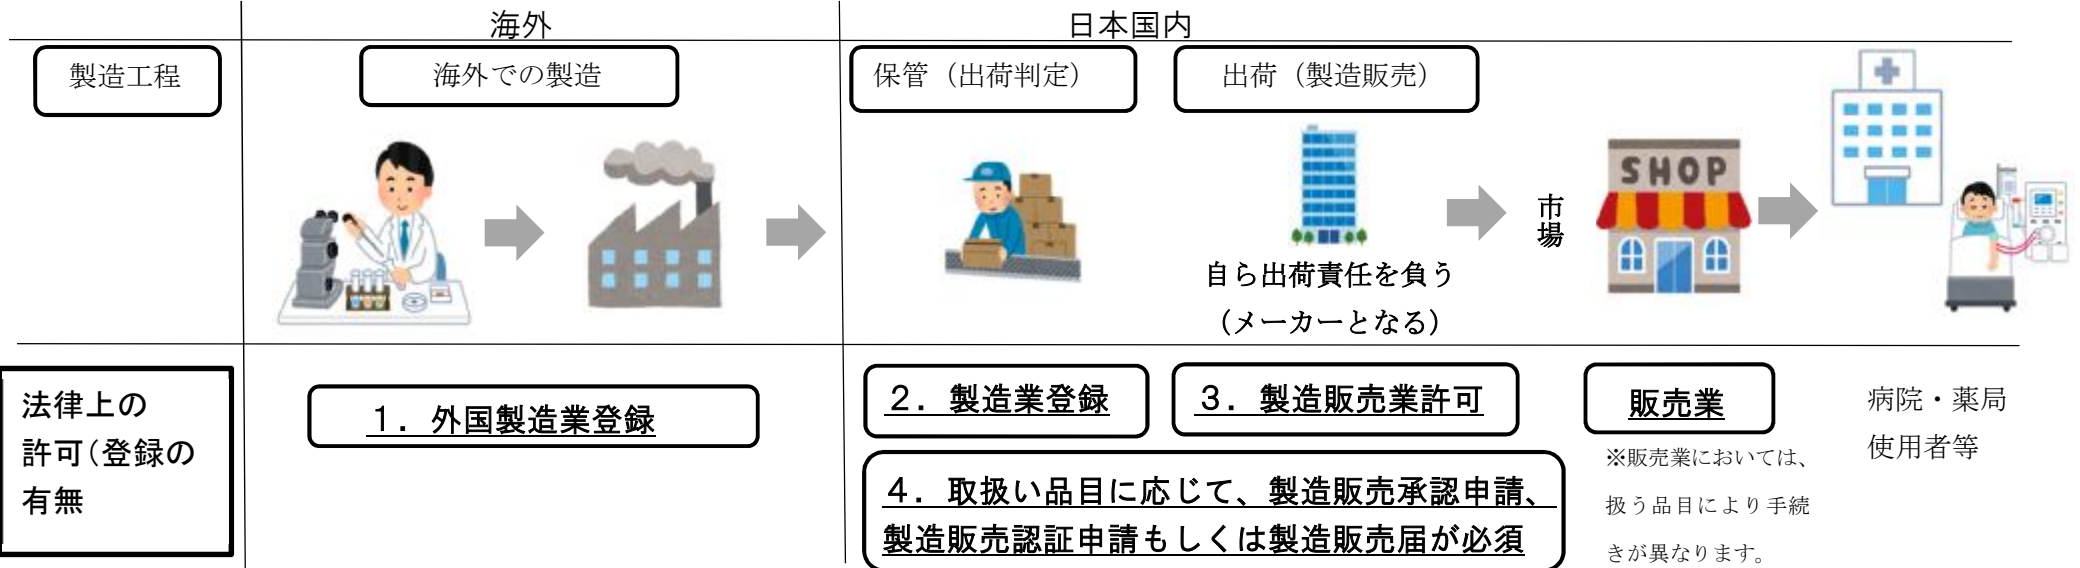 海外
日本国内
製造工程
海外での製造
保管（出荷判定）
出荷（製造販売）
SHOP
市場
自ら出荷責任を負う
（メーカーとなる）
法律上の
許可（登録の
有無
１．外国製造業登録
２．製造業登録
３．製造販売業許可
販売業
４．取扱い品目に応じて、製造販売承認申請、
製造販売認証申請もしくは製造販売届が必須
※販売業においては、
扱う品目により手続
きが異なります。
病院・薬局
使用者等